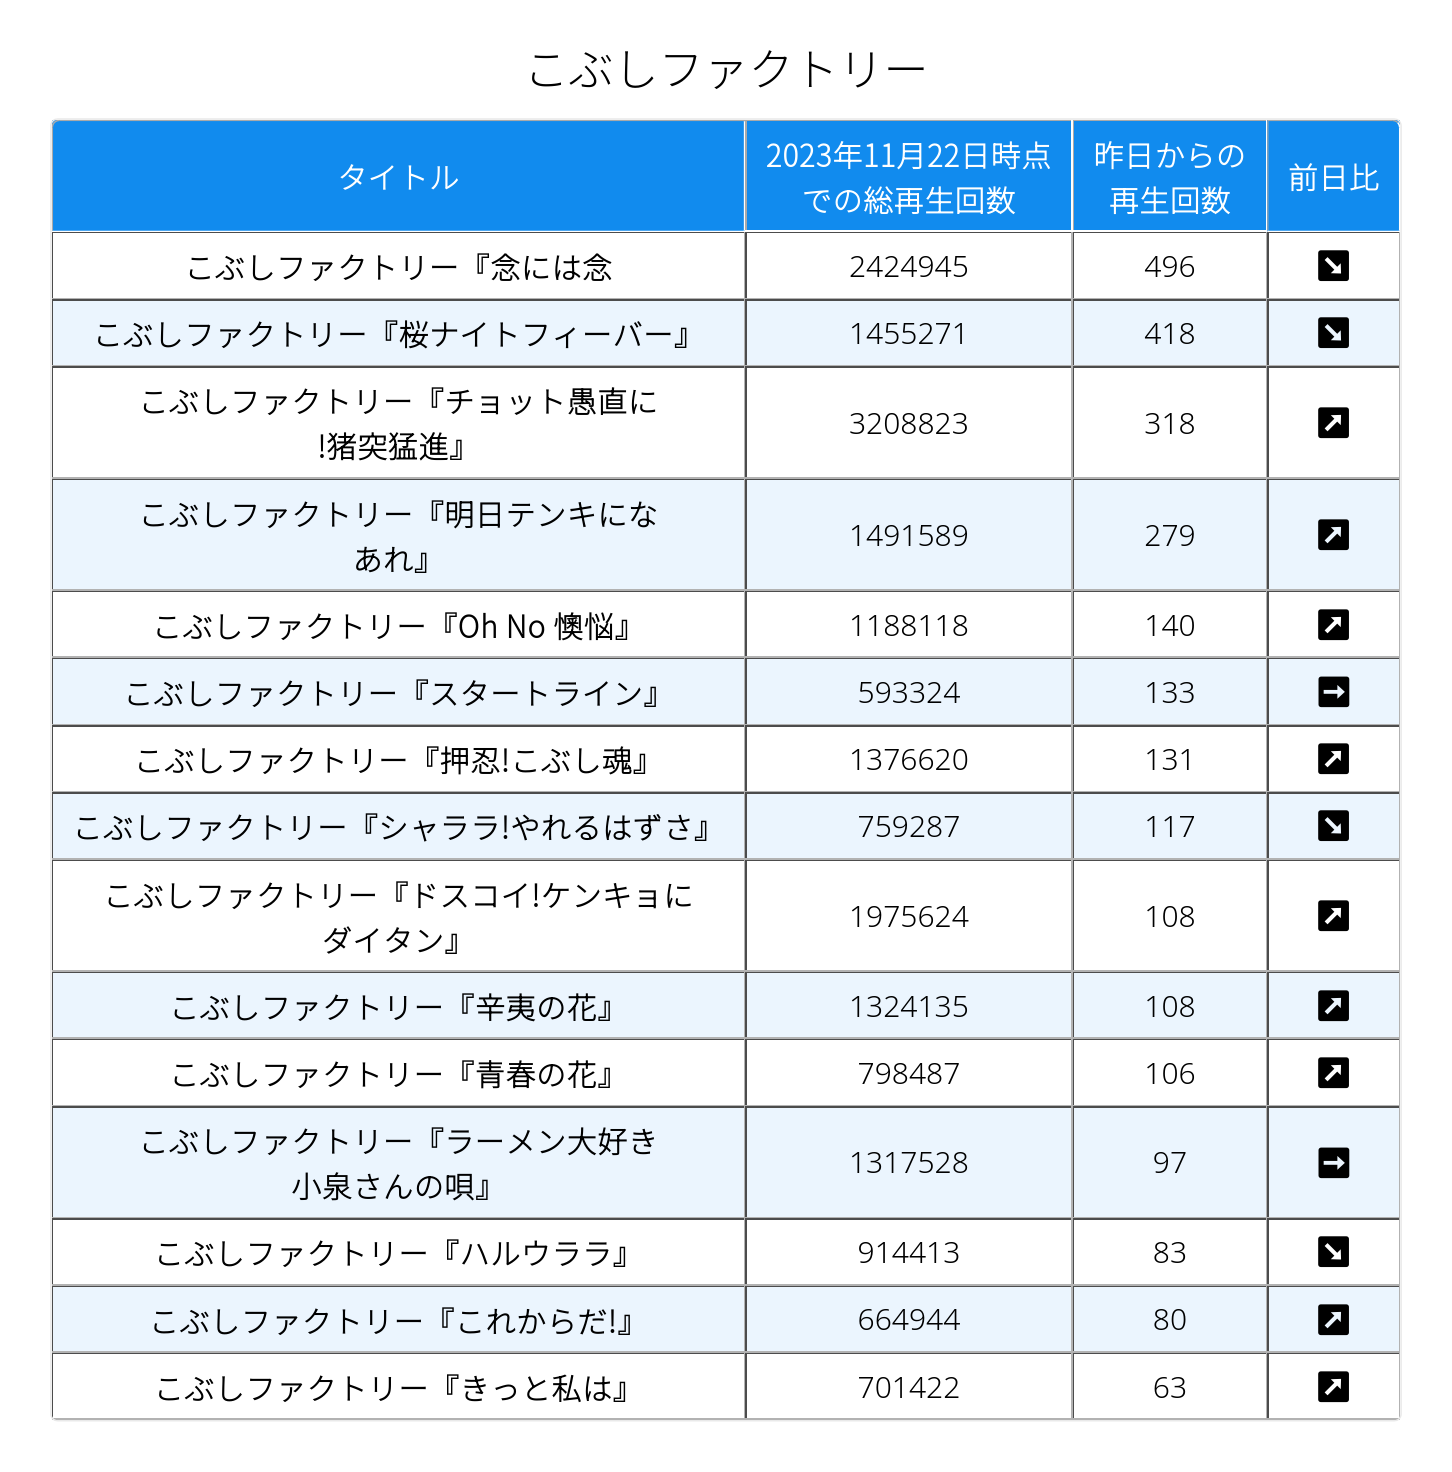 こぶしファクトリー
タイトル
2023年11月22日時点
での総再生回数
昨日からの
再生回数
前日比
こぶしファクトリー『念には念
2424945
496
こぶしファクトリー『桜ナイトフィーバー』
1455271
418
こぶしファクトリー『チョット愚直に
!猪突猛進』
3208823
318
こぶしファクトリー『明日テンキにな
あれ』
1491589
279
こぶしファクトリー『Oh No 懊悩』
1188118
140
こぶしファクトリー『スタートライン』
593324
133
こぶしファクトリー『押忍!こぶし魂』
1376620
131
こぶしファクトリー『シャララ!やれるはずさ』
759287
117
こぶしファクトリー『ドスコイ!ケンキョに
ダイタン』
1975624
108
こぶしファクトリー『辛夷の花』
1324135
108
こぶしファクトリー『青春の花』
798487
106
こぶしファクトリー『ラーメン大好き
小泉さんの唄』
1317528
97
こぶしファクトリー『ハルウララ』
914413
83
こぶしファクトリー『これからだ!』
664944
80
こぶしファクトリー『きっと私は』
701422
63